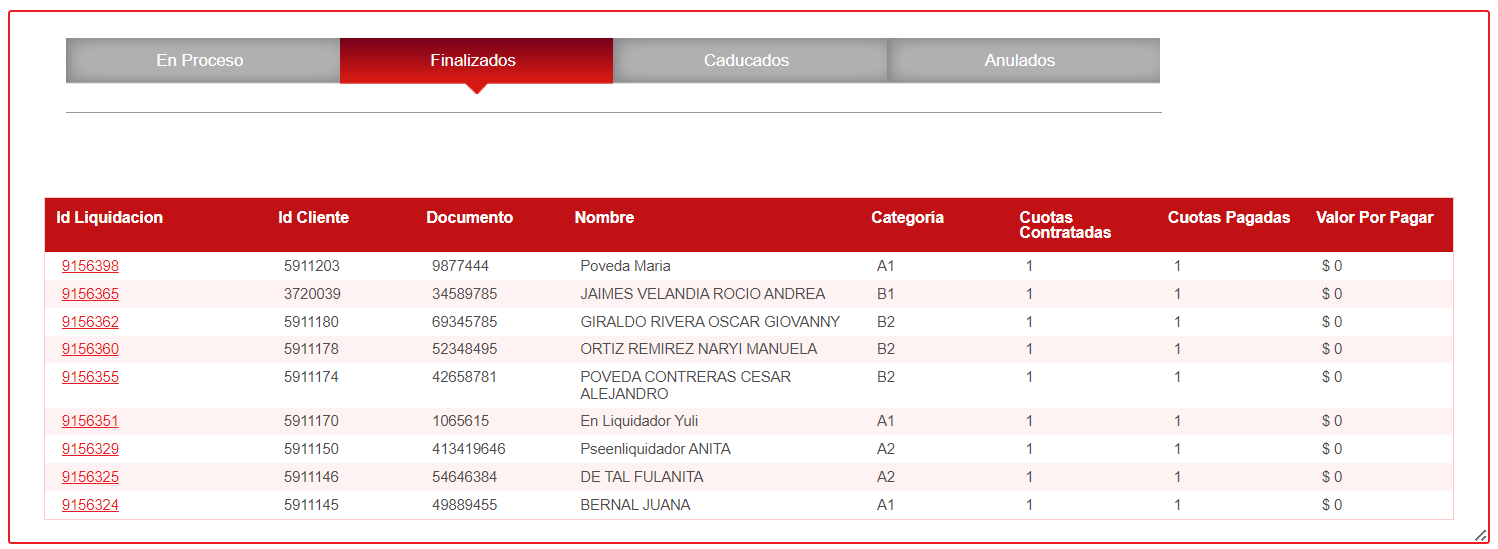 En Proceso Finalizados Caducados Anulados
Id Liquidacion Id Cliente Documento Nombre Categoría Cuotas Contratadas Cuotas Pagadas Valor Por Pagar
9156398 5911203 9877444 Poveda Maria A1 1 1 $ 0
9156365 3720039 34589785 JAIMES VELANDIA ROCIO ANDREA B1 1 1 $ 0
9156362 5911180 69345785 GIRALDO RIVERA OSCAR GIOVANNY B2 1 1 $ 0
9156360 5911178 52348495 ORTIZ REMIREZ NARYI MANUELA B2 1 1 $ 0
9156355 5911174 42658781 POVEDA CONTRERAS CESAR ALEJANDRO B2 1 1 $ 0
9156351 5911170 1065615 En Liquidador Yuli A1 1 1 $ 0
9156329 5911150 413419646 Pseenliquidador ANITA A2 1 1 $ 0
9156325 5911146 54646384 DE TAL FULANITA A2 1 1 $ 0
9156324 5911145 49889455 BERNAL JUANA A1 1 1 $ 0